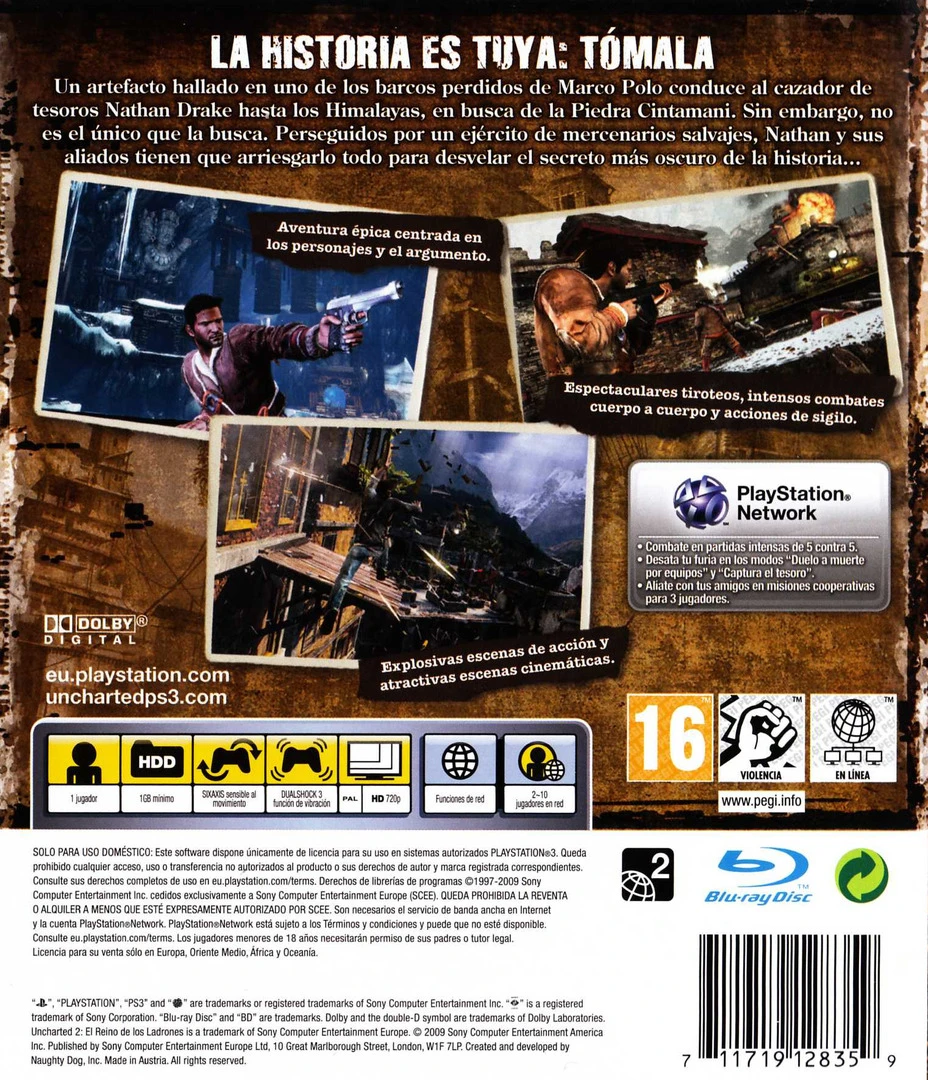 LA HISTORIA ES TUYA: TÓMALA
Un artefacto hallado en uno de los barcos perdidos de Marco Polo conduce al cazador de
tesoros Nathan Drake hasta los Himalayas, en busca de la Piedra Cintamani. Sin embargo, no
es el único que la busca. Perseguidos por un ejército de mercenarios salvajes, Nathan y sus
aliados tienen que arriesgarlo todo para desvelar el secreto más oscuro de la historia...
Aventura épica centrada en
los personajes y el argumento.
Espectaculares tiroteos, intensos combates
cuerpo a cuerpo y acciones de sigilo.
PlayStation®
Network
• Combate en partidas intensas de 5 contra 5.
• Desata tu furia en los modos "Duelo a muerte
por equipos" y "Captura el tesoro".
• Alíate con tus amigos en misiones cooperativas
para 3 jugadores.
DOLBY®
DIGITAL
Explosivas escenas de acción y
atractivas escenas cinemáticas.
eu.playstation.com
unchartedps3.com
16
VIOLENCIA
EN LÍNEA
www.pegi.info
HDD
1 jugador
1GB mínimo
SIXAXIS sensible al
movimiento
DUALSHOCK 3
función de vibración
PAL
HD 720p
Funciones de red
2~10
jugadores en red
SOLO PARA USO DOMÉSTICO: Este software dispone únicamente de licencia para su uso en sistemas autorizados PLAYSTATION®3. Queda
prohibido cualquier acceso, uso o transferencia no autorizados al producto o sus derechos de autor y marca registrada correspondientes.
Consulte sus derechos completos de uso en eu.playstation.com/terms. Derechos de librerías de programas ©1997-2009 Sony
Computer Entertainment Inc. cedidos exclusivamente a Sony Computer Entertainment Europe (SCEE). QUEDA PROHIBIDA LA REVENTA
O ALQUILER A MENOS QUE ESTÉ EXPRESAMENTE AUTORIZADO POR SCEE. Son necesarios el servicio de banda ancha en Internet
y la cuenta PlayStation®Network. PlayStation®Network está sujeto a los Términos y condiciones y puede que no esté disponible.
Consulte eu.playstation.com/terms. Los jugadores menores de 18 años necesitarán permiso de sus padres o tutor legal.
Licencia para su venta sólo en Europa, Oriente Medio, África y Oceanía.
2
Blu-ray Disc
TM
"", "PLAYSTATION", "PS3" and "" are trademarks or registered trademarks of Sony Computer Entertainment Inc. "" is a registered
trademark of Sony Corporation. "Blu-ray Disc" and "BD" are trademarks. Dolby and the double-D symbol are trademarks of Dolby Laboratories.
Uncharted 2: El Reino de los Ladrones is a trademark of Sony Computer Entertainment Europe. © 2009 Sony Computer Entertainment America
Inc. Published by Sony Computer Entertainment Europe Ltd, 10 Great Marlborough Street, London, W1F 7LP. Created and developed by
Naughty Dog, Inc. Made in Austria. All rights reserved.
7 11719 12835 9